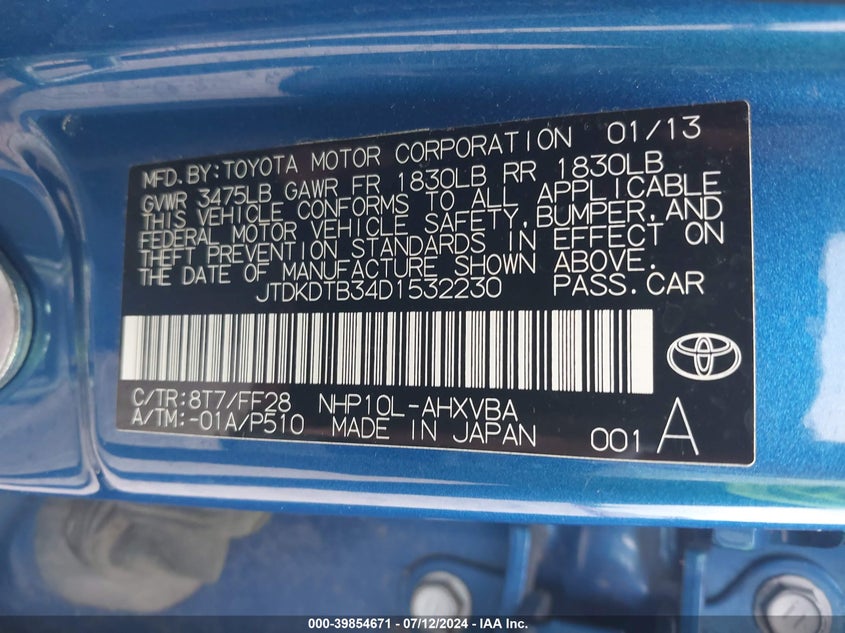 MFD.BY:TOYOTA MOTOR CORPORATION 01/13
GVWR 3475LB GAWR FR 1830LB RR 1830LB
THIS VEHICLE CONFORMS TO ALL APPLICABLE
FEDERAL MOTOR VEHICLE SAFETY,BUMPER,AND
THEFT PREVENTION STANDARDS IN EFFECT ON
THE DATE OF MANUFACTURE SHOWN ABOVE.
JTDKDTB34D1532230 PASS.CAR
C/TR:8T7/FF28 NHP10L-AHXVBA
A/TM:-01A/P510 MADE IN JAPAN 001 A
000-39854671 / 07/12/2024 - IAA Inc.